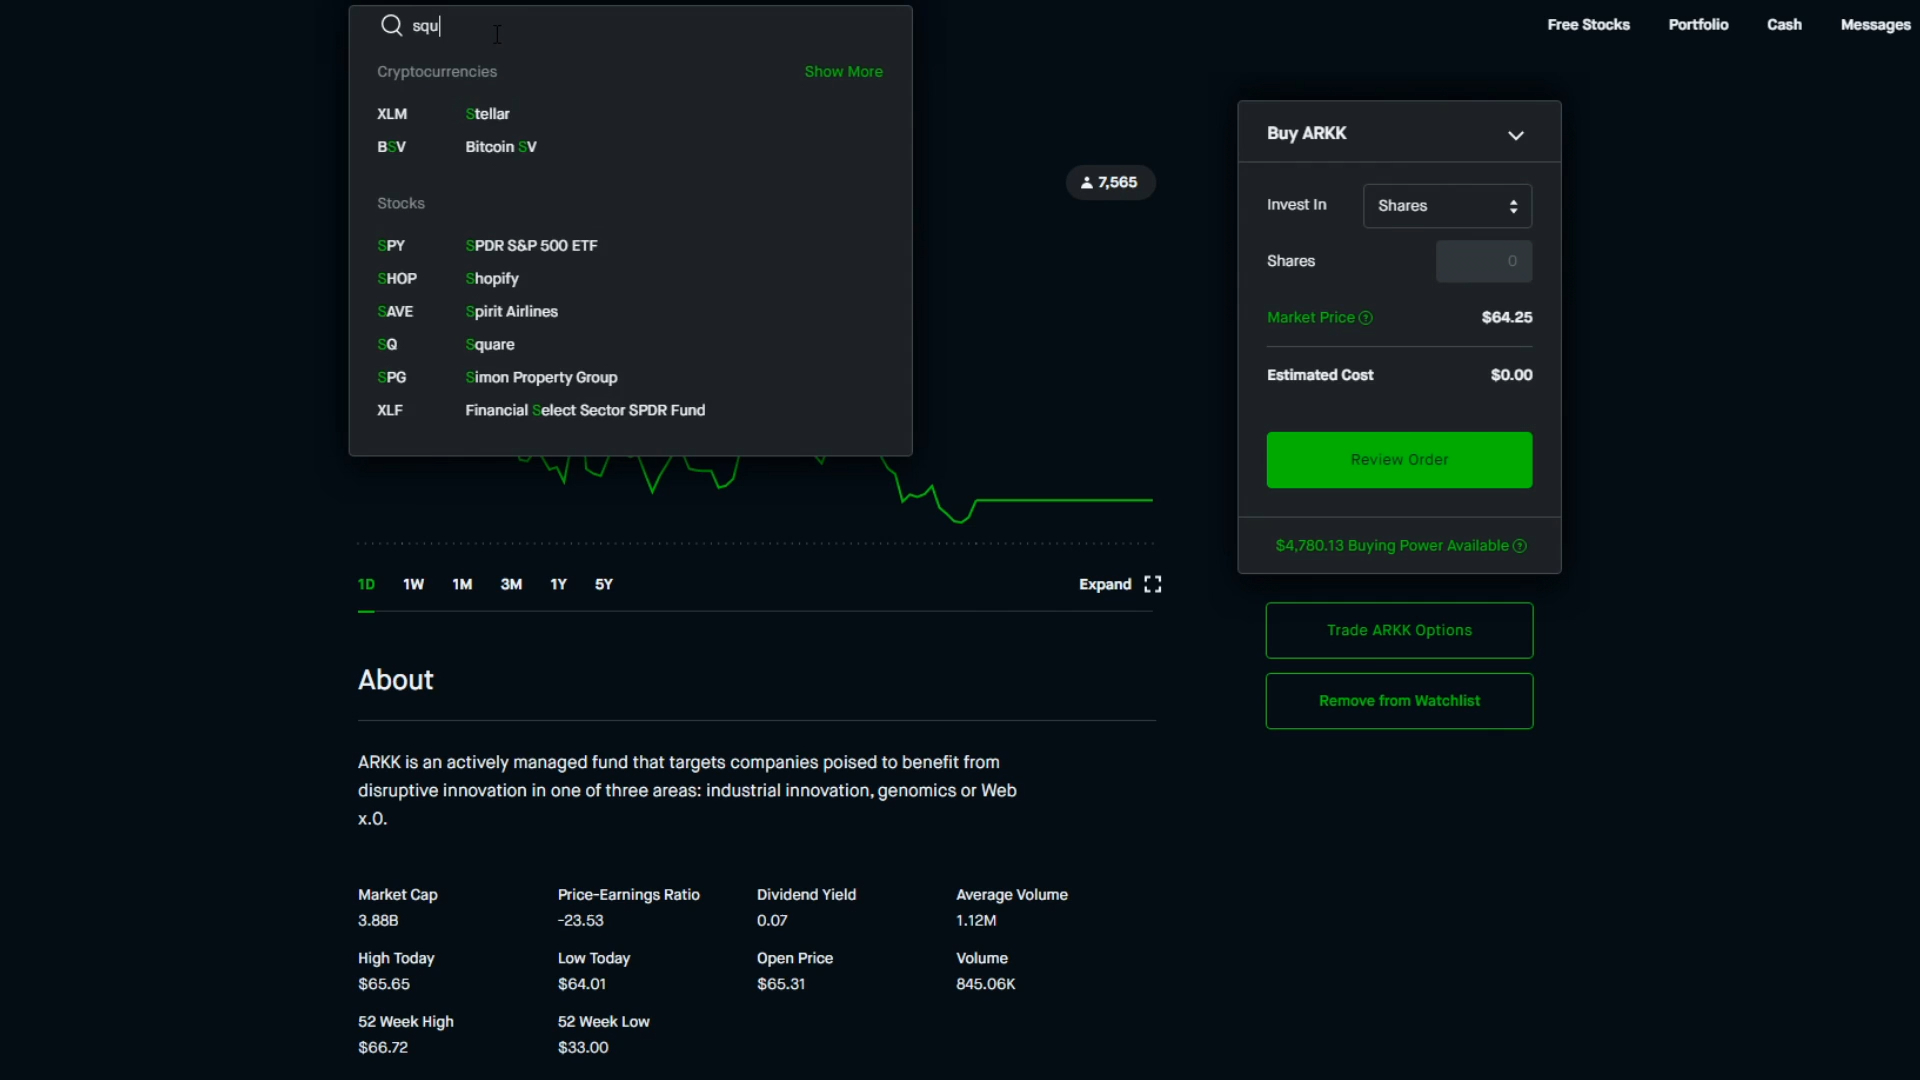 squ
Free Stocks Portfolio Cash Messages
Cryptocurrencies Show More
XLM Stellar
BSV Bitcoin SV
Stocks
SPY SPDR S&P 500 ETF
SHOP Shopify
SAVE Spirit Airlines
SQ Square
SPG Simon Property Group
XLF Financial Select Sector SPDR Fund
7,565
1D 1W 1M 3M 1Y 5Y Expand
About
ARKK is an actively managed fund that targets companies poised to benefit from
disruptive innovation in one of three areas: industrial innovation, genomics or Web
x.0.
Market Cap Price-Earnings Ratio Dividend Yield Average Volume
3.88B -23.53 0.07 1.12M
High Today Low Today Open Price Volume
$65.65 $64.01 $65.31 845.06K
52 Week High 52 Week Low
$66.72 $33.00
Buy ARKK
Invest In Shares
Shares 0
Market Price ? $64.25
Estimated Cost $0.00
Review Order
$4,780.13 Buying Power Available ?
Trade ARKK Options
Remove from Watchlist